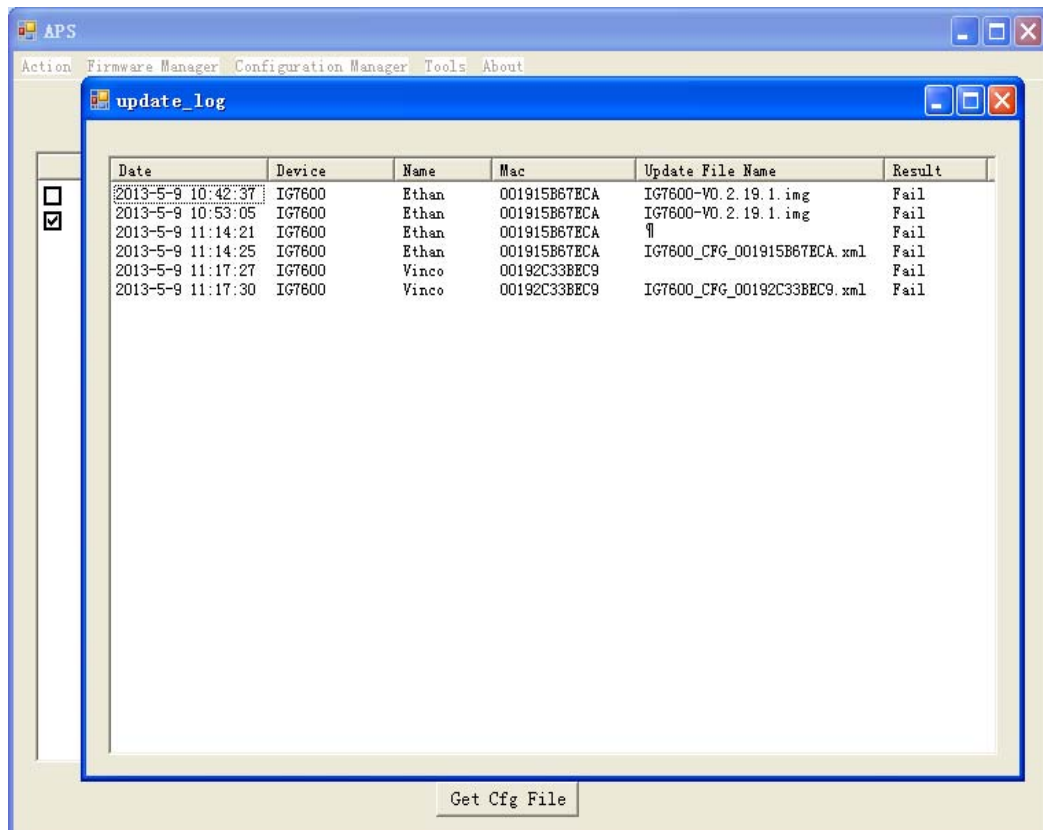 APS
Action Firmware Manager Configuration Manager Tools About
update_log
Date Device Name Mac Update File Name Result
2013-5-9 10:42:37 IG7600 Ethan 001915B67ECA IG7600-V0.2.19.1.img Fail
2013-5-9 10:53:05 IG7600 Ethan 001915B67ECA IG7600-V0.2.19.1.img Fail
2013-5-9 11:14:21 IG7600 Ethan 001915B67ECA ¶ Fail
2013-5-9 11:14:25 IG7600 Ethan 001915B67ECA IG7600_CFG_001915B67ECA.xml Fail
2013-5-9 11:17:27 IG7600 Vinco 00192C33BEC9 Fail
2013-5-9 11:17:30 IG7600 Vinco 00192C33BEC9 IG7600_CFG_00192C33BEC9.xml Fail
Get Cfg File